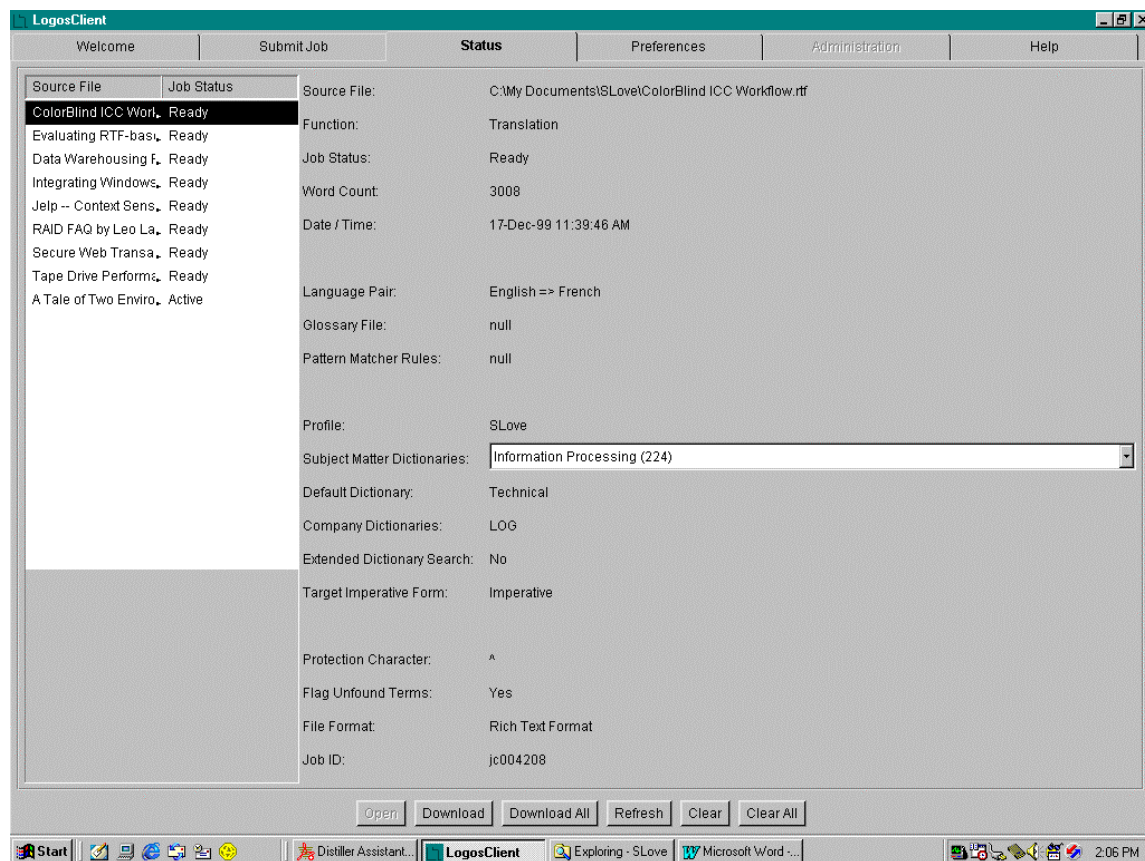 LogosClient
Welcome Submit Job Status Preferences Administration Help
Source File Job Status
ColorBlind ICC Worl Ready
Evaluating RTF-basi Ready
Data Warehousing F Ready
Integrating Windows Ready
Jelp -- Context Sens Ready
RAID FAQ by Leo La Ready
Secure Web Transa Ready
Tape Drive Performa Ready
A Tale of Two Enviro Active
Source File: C:\My Documents\SLove\ColorBlind ICC Workflow.rtf
Function: Translation
Job Status: Ready
Word Count: 3008
Date / Time: 17-Dec-99 11:39:46 AM
Language Pair: English => French
Glossary File: null
Pattern Matcher Rules: null
Profile: SLove
Subject Matter Dictionaries: Information Processing (224)
Default Dictionary: Technical
Company Dictionaries: LOG
Extended Dictionary Search: No
Target Imperative Form: Imperative
Protection Character: ^
Flag Unfound Terms: Yes
File Format: Rich Text Format
Job ID: jc004208
Open Download Download All Refresh Clear Clear All
Start Distiller Assistant... LogosClient Exploring - SLove Microsoft Word -... 2:06 PM